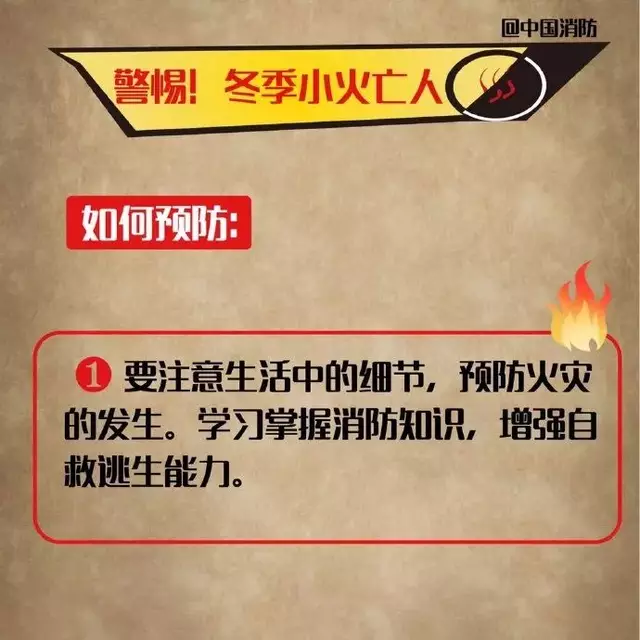 @中国消防
警惕！冬季小火亡人
如何预防：
1 要注意生活中的细节，预防火灾
的发生。学习掌握消防知识，增强自
救逃生能力。